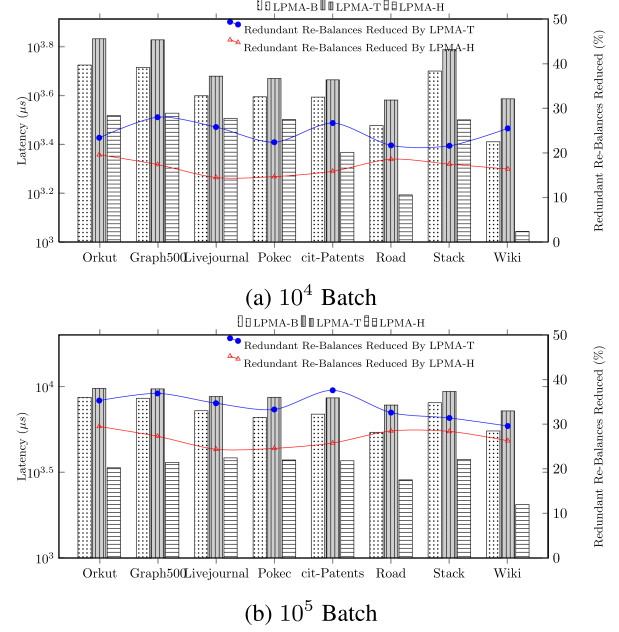 LPMA-B LPMA-T LPMA-H
Redundant Re-Balances Reduced By LPMA-T
Redundant Re-Balances Reduced By LPMA-H
Latency (μs)
10^3.8
10^3.6
10^3.4
10^3.2
10^3
50
40
30
20
10
0
Redundant Re-Balances Reduced (%)
Orkut Graph500 Livejournal Pokec cit-Patents Road Stack Wiki
(a) 10^4 Batch
LPMA-B LPMA-T LPMA-H
Redundant Re-Balances Reduced By LPMA-T
Redundant Re-Balances Reduced By LPMA-H
Latency (μs)
10^4
10^3.5
10^3
50
40
30
20
10
0
Redundant Re-Balances Reduced (%)
Orkut Graph500 Livejournal Pokec cit-Patents Road Stack Wiki
(b) 10^5 Batch